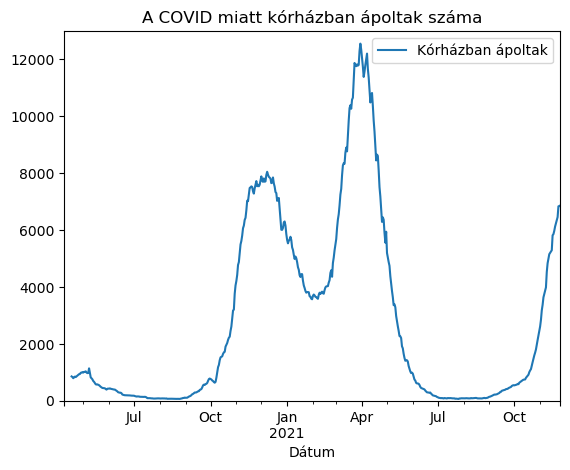 A COVID miatt kórházban ápoltak száma
Kórházban ápoltak
12000
10000
8000
6000
4000
2000
0
Jul
Oct
Jan
2021
Apr
Jul
Oct
Dátum